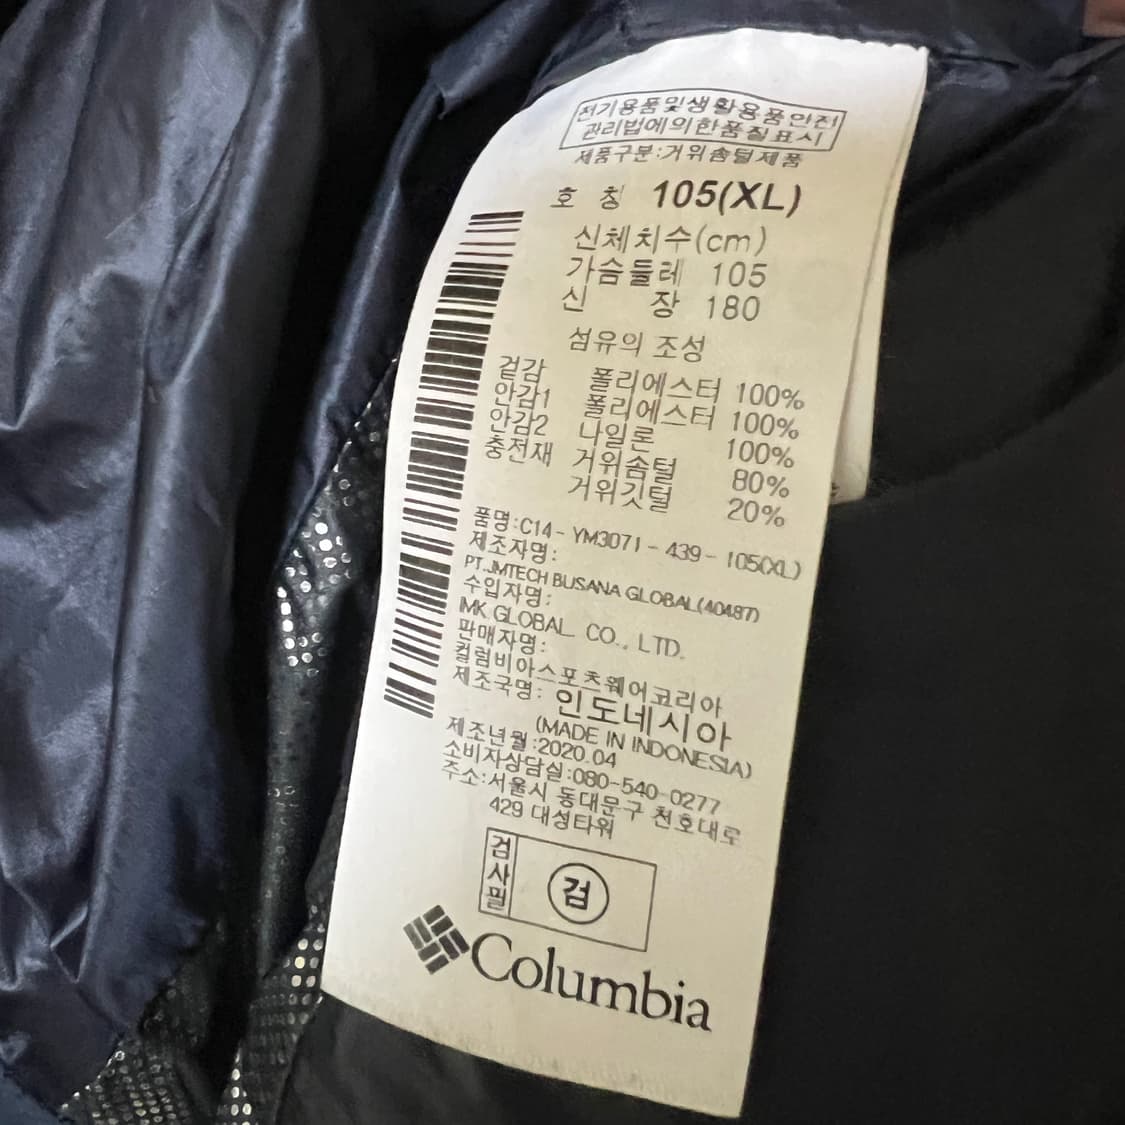 전기용품및생활용품안전
관리법에의한품질표시
제품구분:거위솜털제품
호 칭 105(XL)
신체치수(cm)
가슴둘레 105
신 장 180
섬유의 조성
겉감 폴리에스터 100%
안감1 폴리에스터 100%
안감2 나일론 100%
충전재 거위솜털 80%
거위깃털 20%
품명:C14-YM3071-439-105(XL)
제조자명:
PT.JMTECH BUSANA GLOBAL(40487)
수입자명:
IMK GLOBAL CO., LTD.
판매자명:
컬럼비아스포츠웨어코리아
제조국명: 인도네시아
(MADE IN INDONESIA)
제조년월:2020.04
소비자상담실:080-540-0277
주소:서울시 동대문구 천호대로
429 대성타워
검사필 검
Columbia